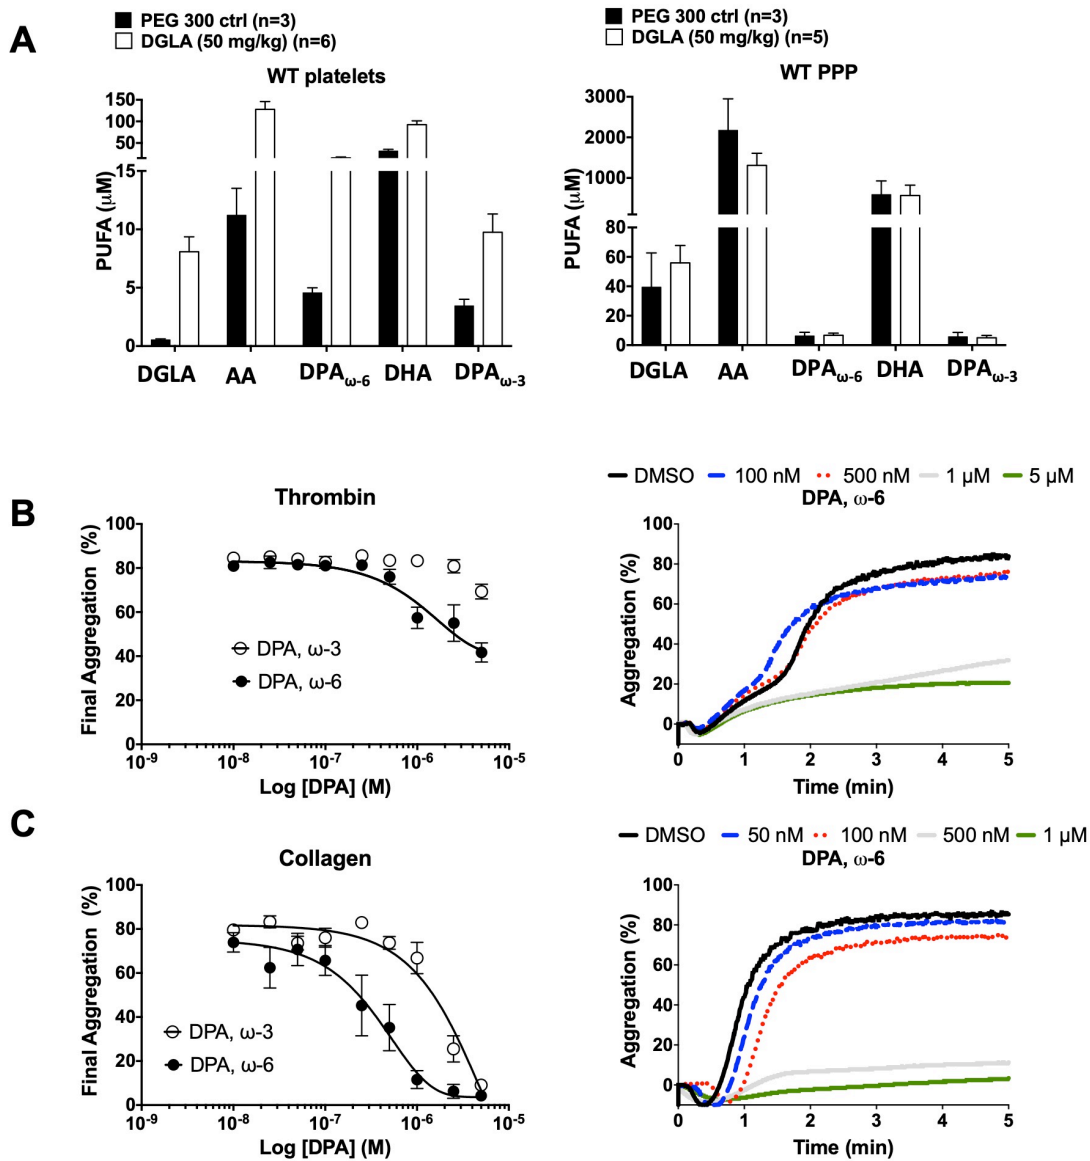 A
PEG 300 ctrl (n=3)
DGLA (50 mg/kg) (n=6)
WT platelets
PUFA (μM)
150
100
50
15
10
5
0
DGLA AA DPAω-6 DHA DPAω-3
PEG 300 ctrl (n=3)
DGLA (50 mg/kg) (n=5)
WT PPP
PUFA (μM)
3000
2000
1000
80
60
40
20
0
DGLA AA DPAω-6 DHA DPAω-3
B
Thrombin
Final Aggregation (%)
100
80
60
40
20
0
DPA, ω-3
DPA, ω-6
10-9 10-8 10-7 10-6 10-5
Log [DPA] (M)
DMSO 100 nM 500 nM 1 μM 5 μM
DPA, ω-6
Aggregation (%)
100
80
60
40
20
0
0 1 2 3 4 5
Time (min)
C
Collagen
Final Aggregation (%)
100
80
60
40
20
0
DPA, ω-3
DPA, ω-6
10-9 10-8 10-7 10-6 10-5
Log [DPA] (M)
DMSO 50 nM 100 nM 500 nM 1 μM
DPA, ω-6
Aggregation (%)
100
80
60
40
20
0
0 1 2 3 4 5
Time (min)